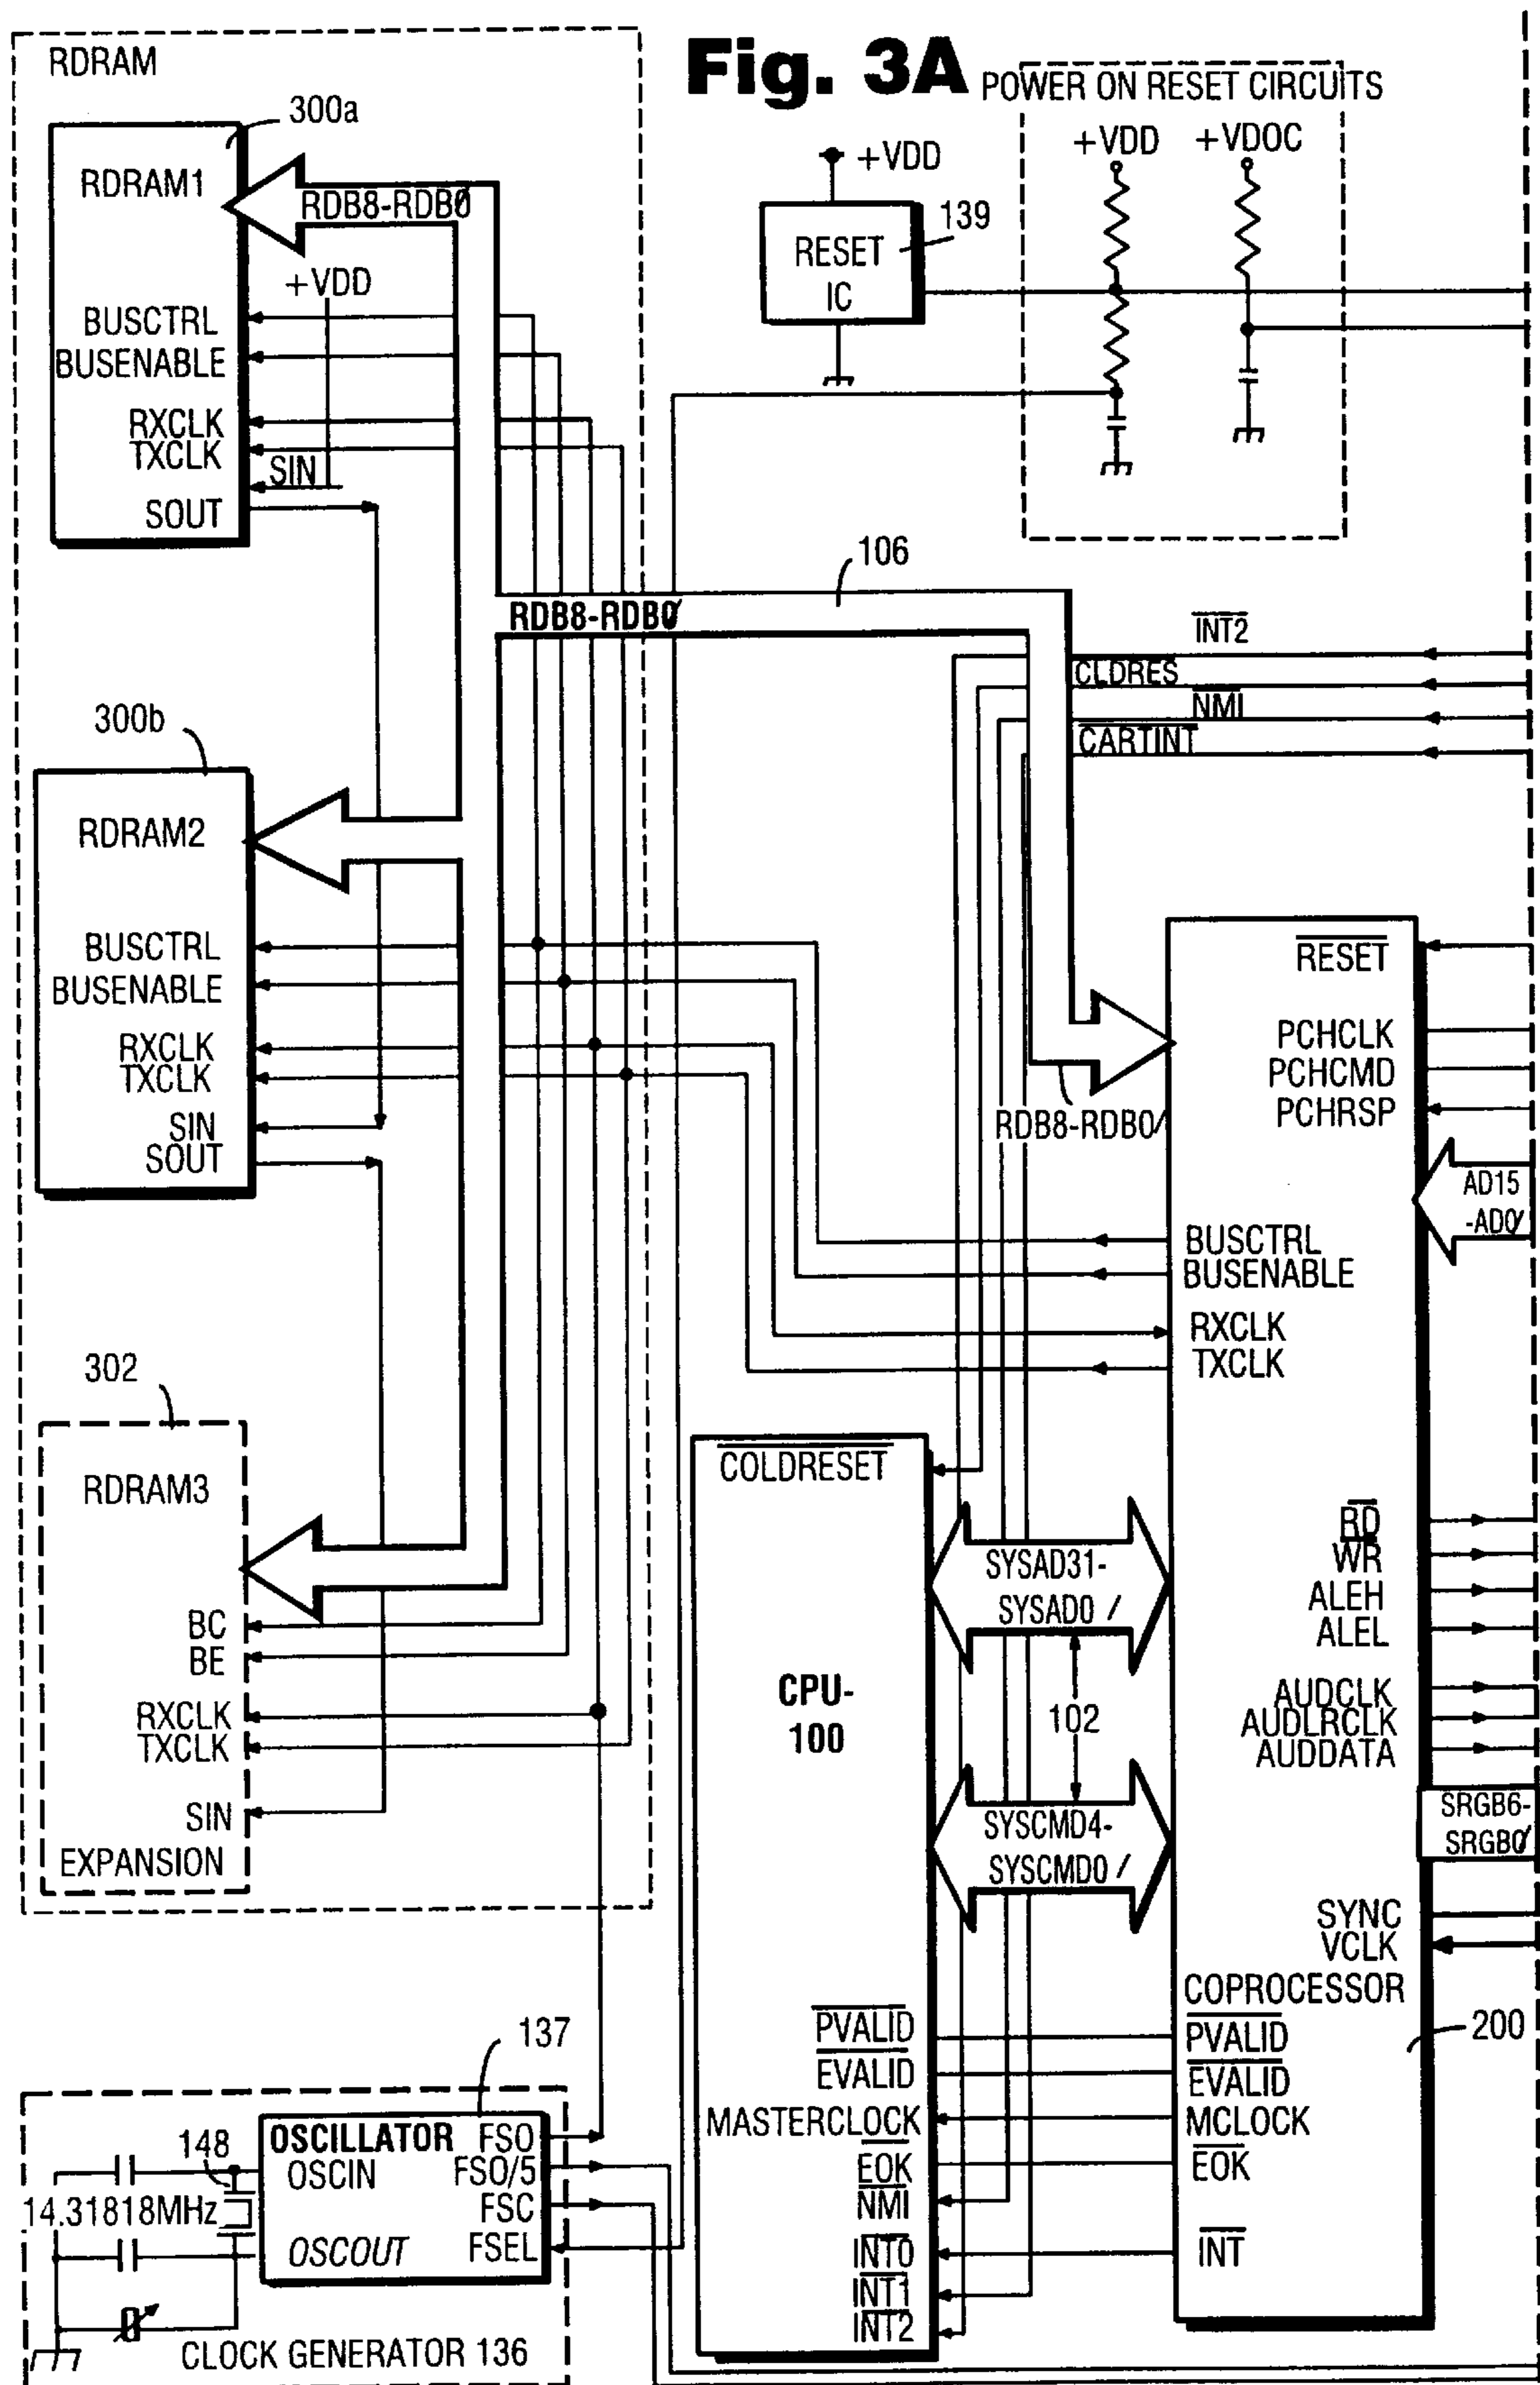 Fig. 3A
RDRAM
300a
RDRAM1
RDB8-RDB0
+VDD
BUSCTRL
BUSENABLE
RXCLK
TXCLK
SIN
SOUT
POWER ON RESET CIRCUITS
+VDD
+VDOC
+VDD
RESET
IC
139
106
RDB8-RDB0
INT2
CLDRES
NMI
CARTINT
300b
RDRAM2
BUSCTRL
BUSENABLE
RXCLK
TXCLK
SIN
SOUT
RDB8-RDB0
RESET
PCHCLK
PCHCMD
PCHRSP
AD15
-AD0
BUSCTRL
BUSENABLE
RXCLK
TXCLK
302
RDRAM3
BC
BE
RXCLK
TXCLK
SIN
EXPANSION
COLDRESET
SYSAD31-
SYSAD0
CPU-
100
102
SYSCMD4-
SYSCMD0
RD
WR
ALEH
ALEL
AUDCLK
AUDLRCLK
AUDDATA
SRGB6-
SRGB0
SYNC
VCLK
COPROCESSOR
200
PVALID
EVALID
MASTERCLOCK
EOK
NMI
INT0
INT1
INT2
PVALID
EVALID
MCLOCK
EOK
INT
137
OSCILLATOR
FSO
148
OSCIN
FSO/5
14.31818MHz
FSC
OSCOUT
FSEL
CLOCK GENERATOR 136